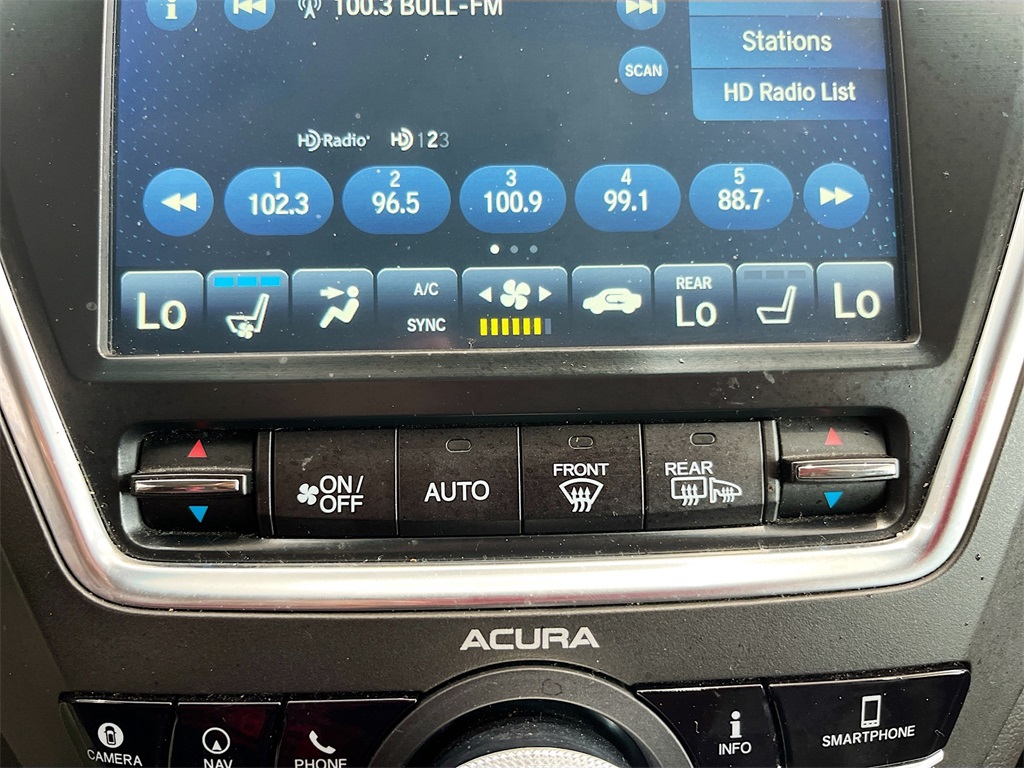 i 100.3 BULL-FM
Stations
SCAN
HD Radio List
HD Radio HD 123
1 2 3 4 5
102.3 96.5 100.9 99.1 88.7
Lo A/C SYNC REAR Lo Lo
ON/OFF AUTO FRONT REAR
ACURA
CAMERA NAV PHONE i INFO SMARTPHONE